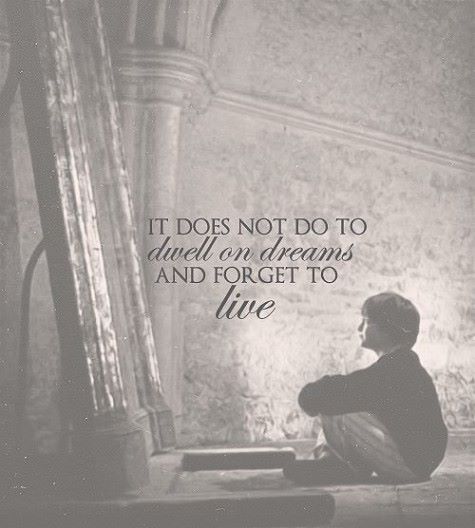 IT DOES NOT DO TO
dwell on dreams
AND FORGET TO
live